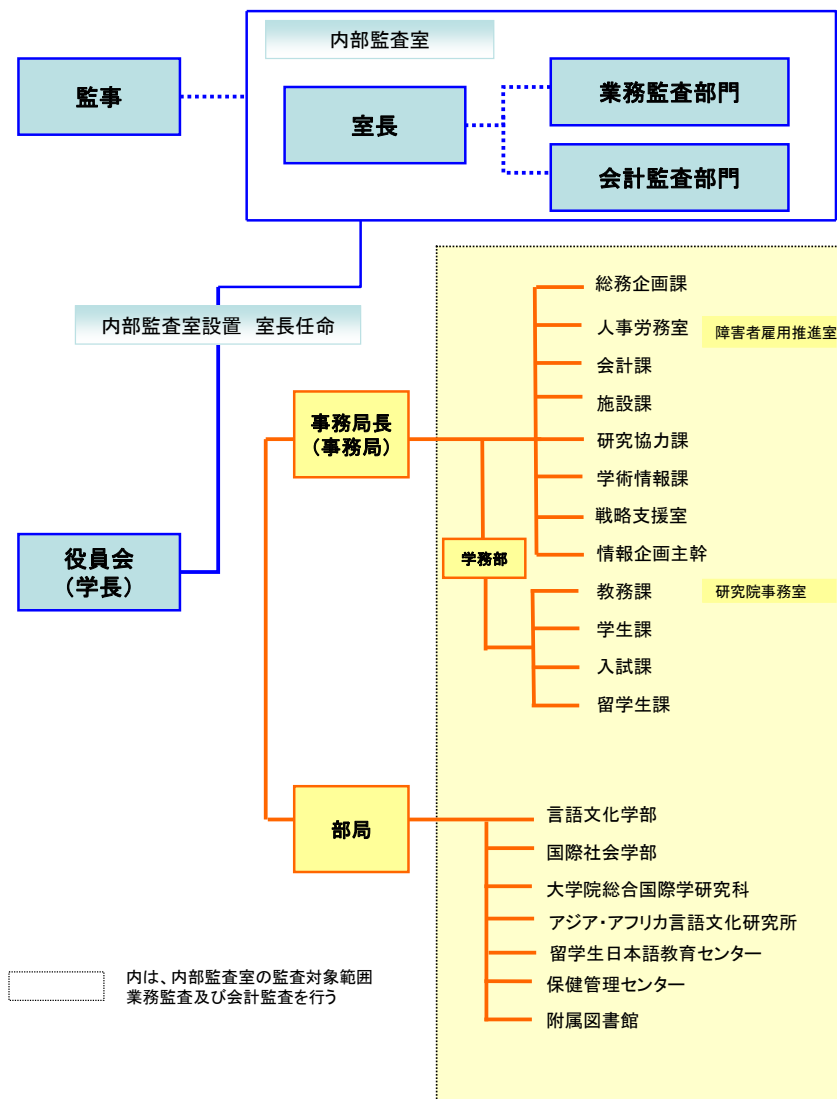 内部監査室
監事
室長
業務監査部門
会計監査部門
内部監査室設置 室長任命
総務企画課
人事労務室
障害者雇用推進室
会計課
施設課
事務局長
（事務局）
研究協力課
学術情報課
戦略支援室
情報企画主幹
学務部
役員会
（学長）
教務課
研究院事務室
学生課
入試課
留学生課
部局
言語文化学部
国際社会学部
大学院総合国際学研究科
アジア・アフリカ言語文化研究所
留学生日本語教育センター
保健管理センター
附属図書館
内は、内部監査室の監査対象範囲
業務監査及び会計監査を行う